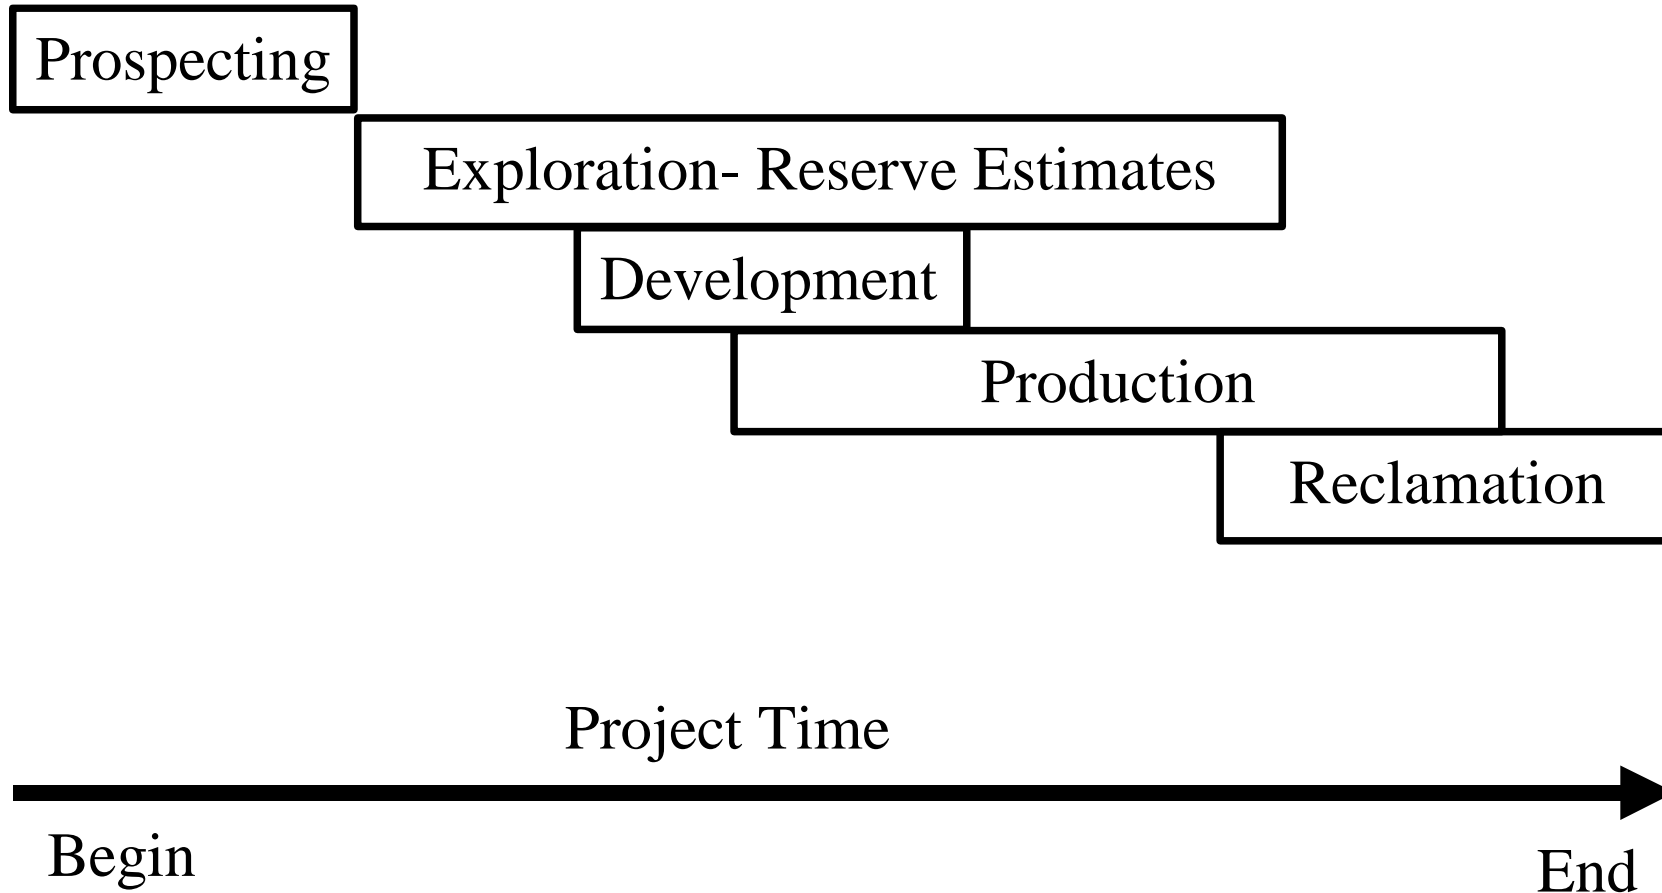 Prospecting
Exploration- Reserve Estimates
Development
Production
Reclamation
Project Time
Begin
End